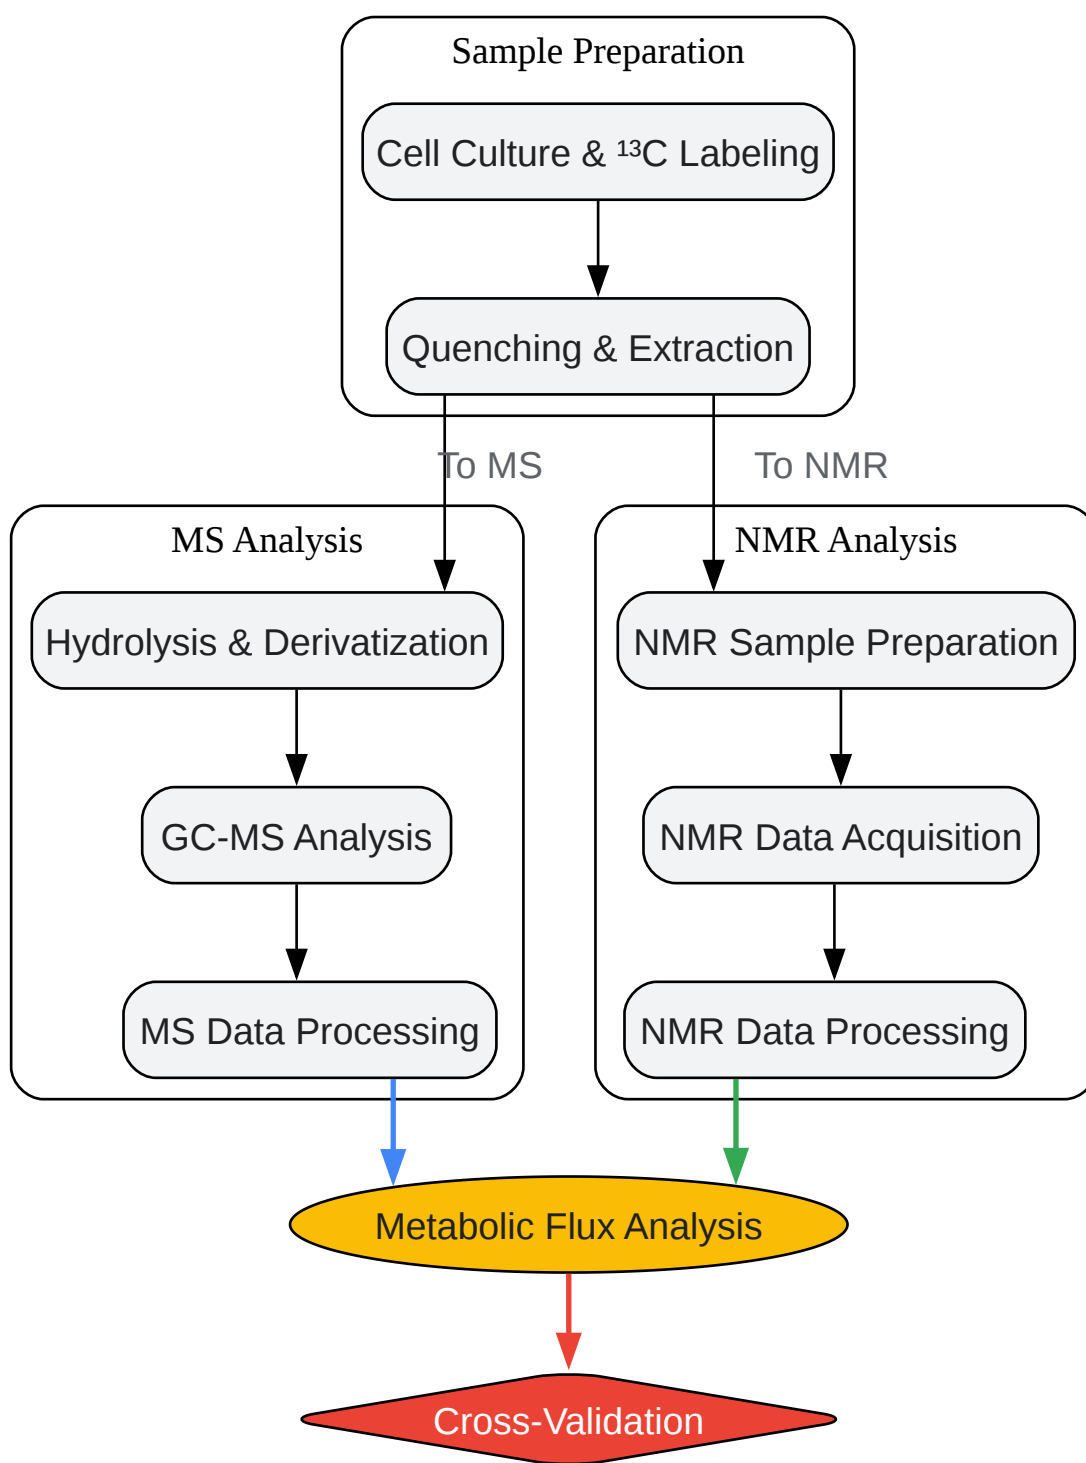 Sample Preparation
Cell Culture & ¹³C Labeling
Quenching & Extraction
To MS
To NMR
MS Analysis
Hydrolysis & Derivatization
GC-MS Analysis
MS Data Processing
NMR Analysis
NMR Sample Preparation
NMR Data Acquisition
NMR Data Processing
Metabolic Flux Analysis
Cross-Validation